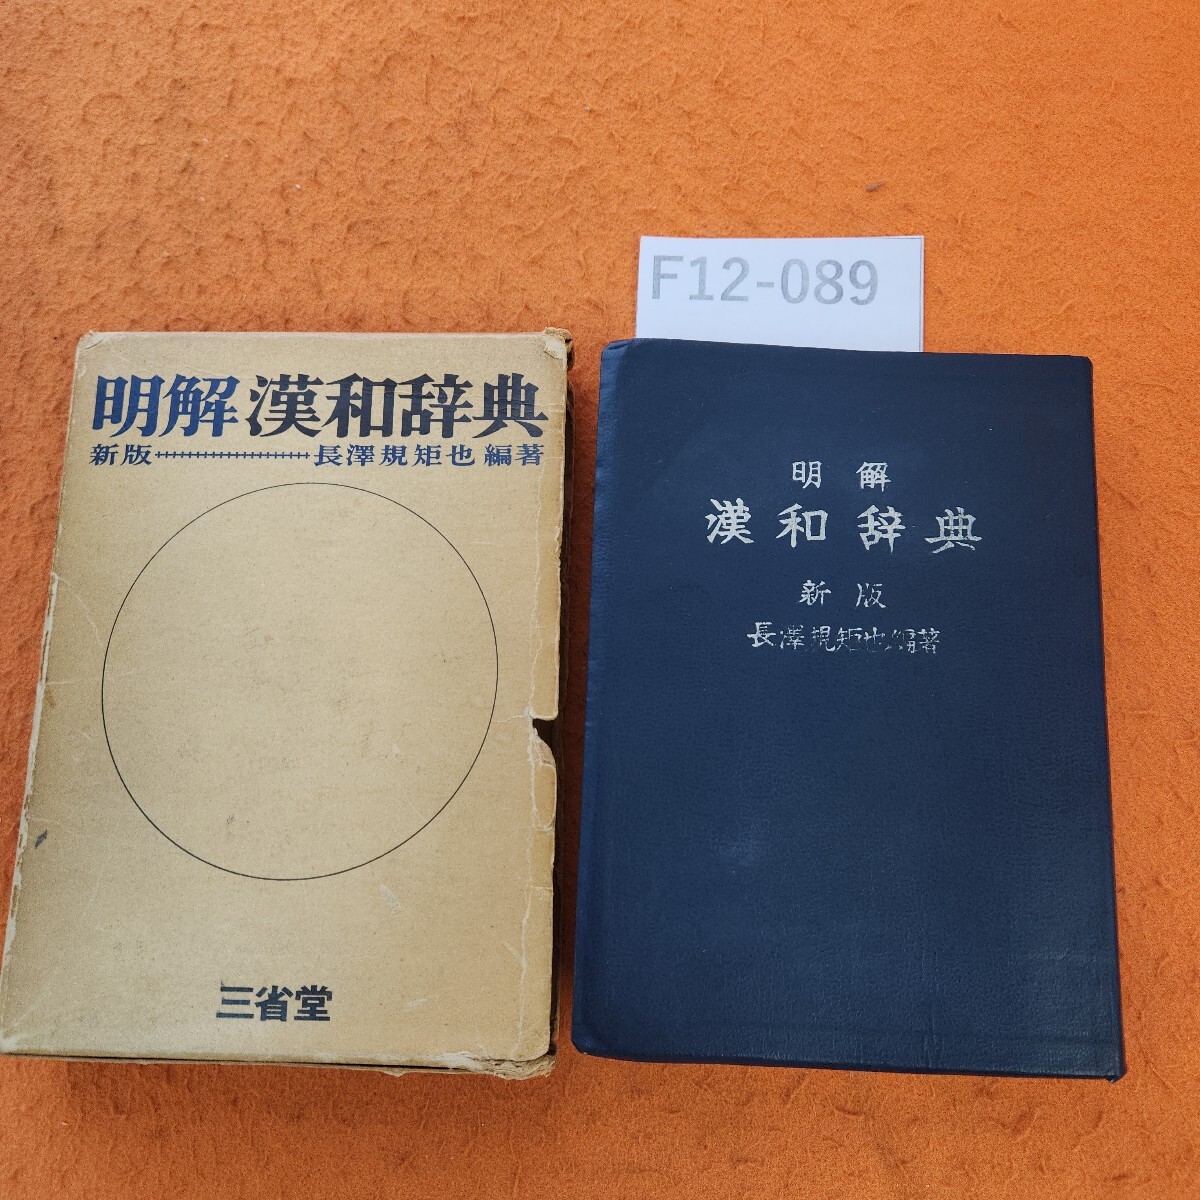 F12-089
明解漢和辞典
新版 長澤規矩也編著
三省堂
明解
漢和辞典
新版
長澤規矩也編著